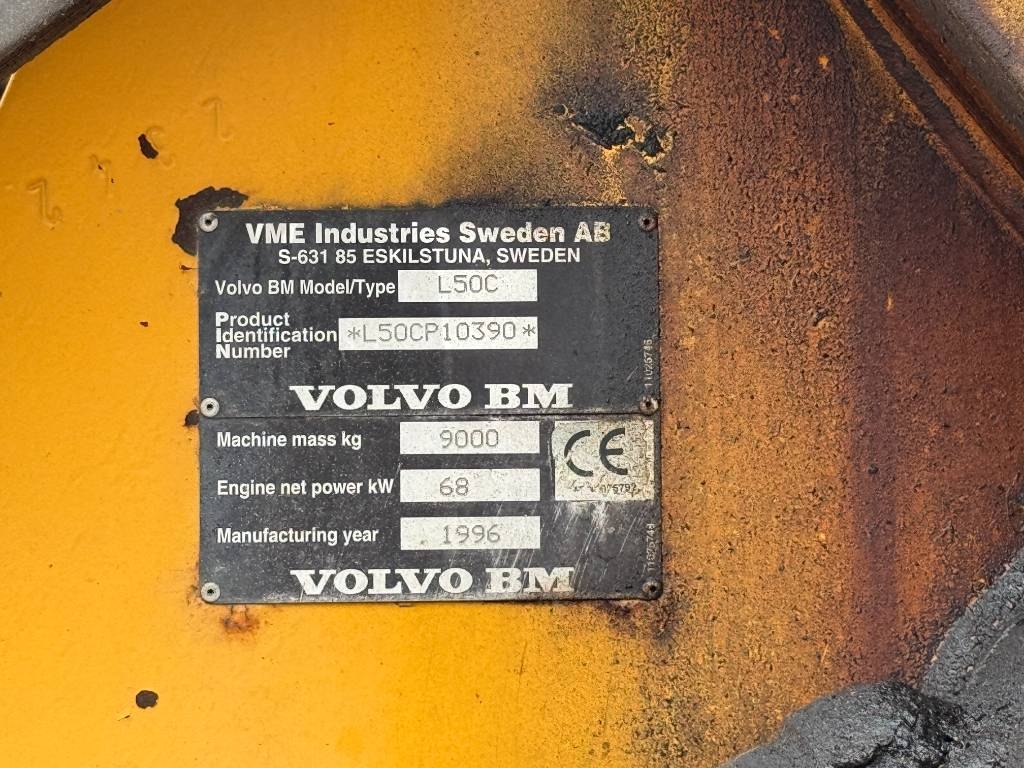 VME Industries Sweden AB
S-631 85 ESKILSTUNA, SWEDEN
Volvo BM Model/Type L50C
Product
Identification *L50CP10390*
Number
VOLVO BM
Machine mass kg 9000
CE
Engine net power kW 68
Manufacturing year 1996
VOLVO BM